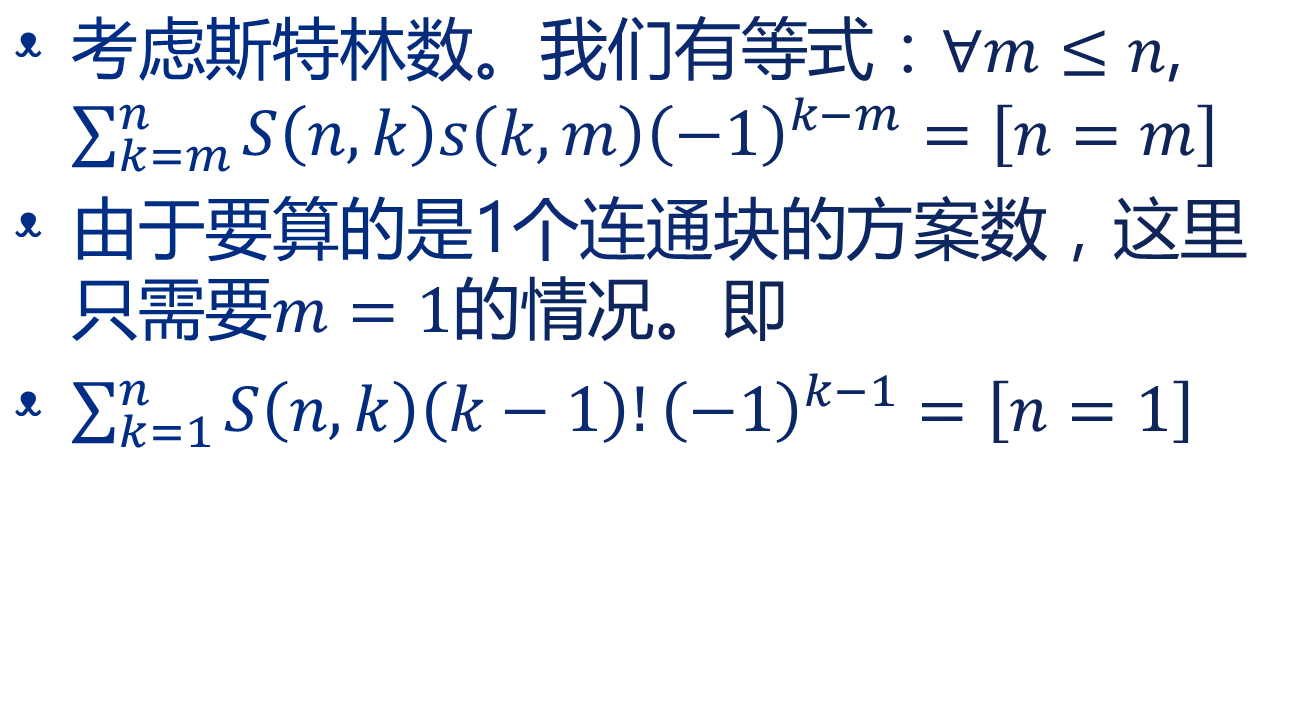 考虑斯特林数。我们有等式：∀m ≤ n,
∑_{k=m}^{n} S(n, k)s(k, m)(−1)^{k−m} = [n = m]
由于要算的是1个连通块的方案数，这里
只需要m = 1的情况。即
∑_{k=1}^{n} S(n, k)(k − 1)! (−1)^{k−1} = [n = 1]